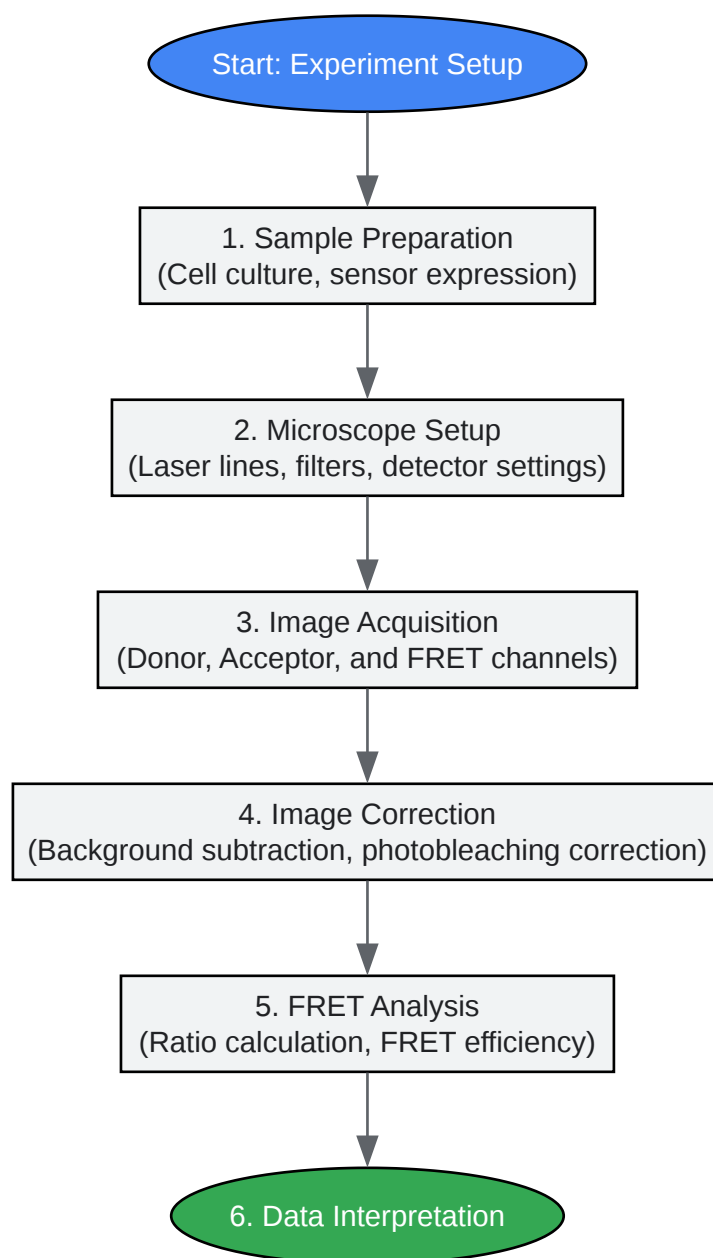 Start: Experiment Setup
1. Sample Preparation
(Cell culture, sensor expression)
2. Microscope Setup
(Laser lines, filters, detector settings)
3. Image Acquisition
(Donor, Acceptor, and FRET channels)
4. Image Correction
(Background subtraction, photobleaching correction)
5. FRET Analysis
(Ratio calculation, FRET efficiency)
6. Data Interpretation